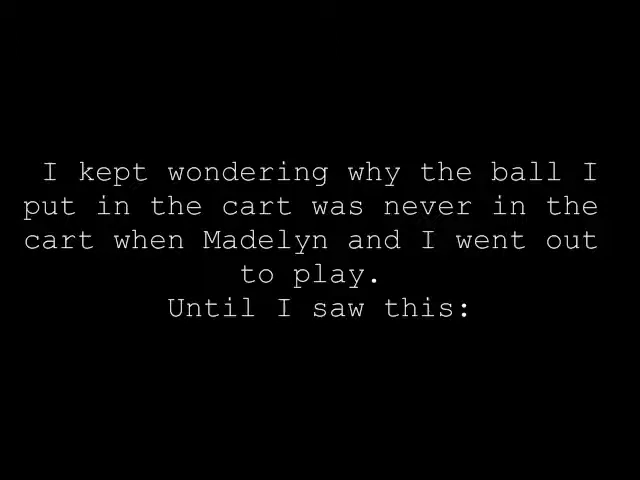 I kept wondering why the ball I
put in the cart was never in the
cart when Madelyn and I went out
to play.
Until I saw this: